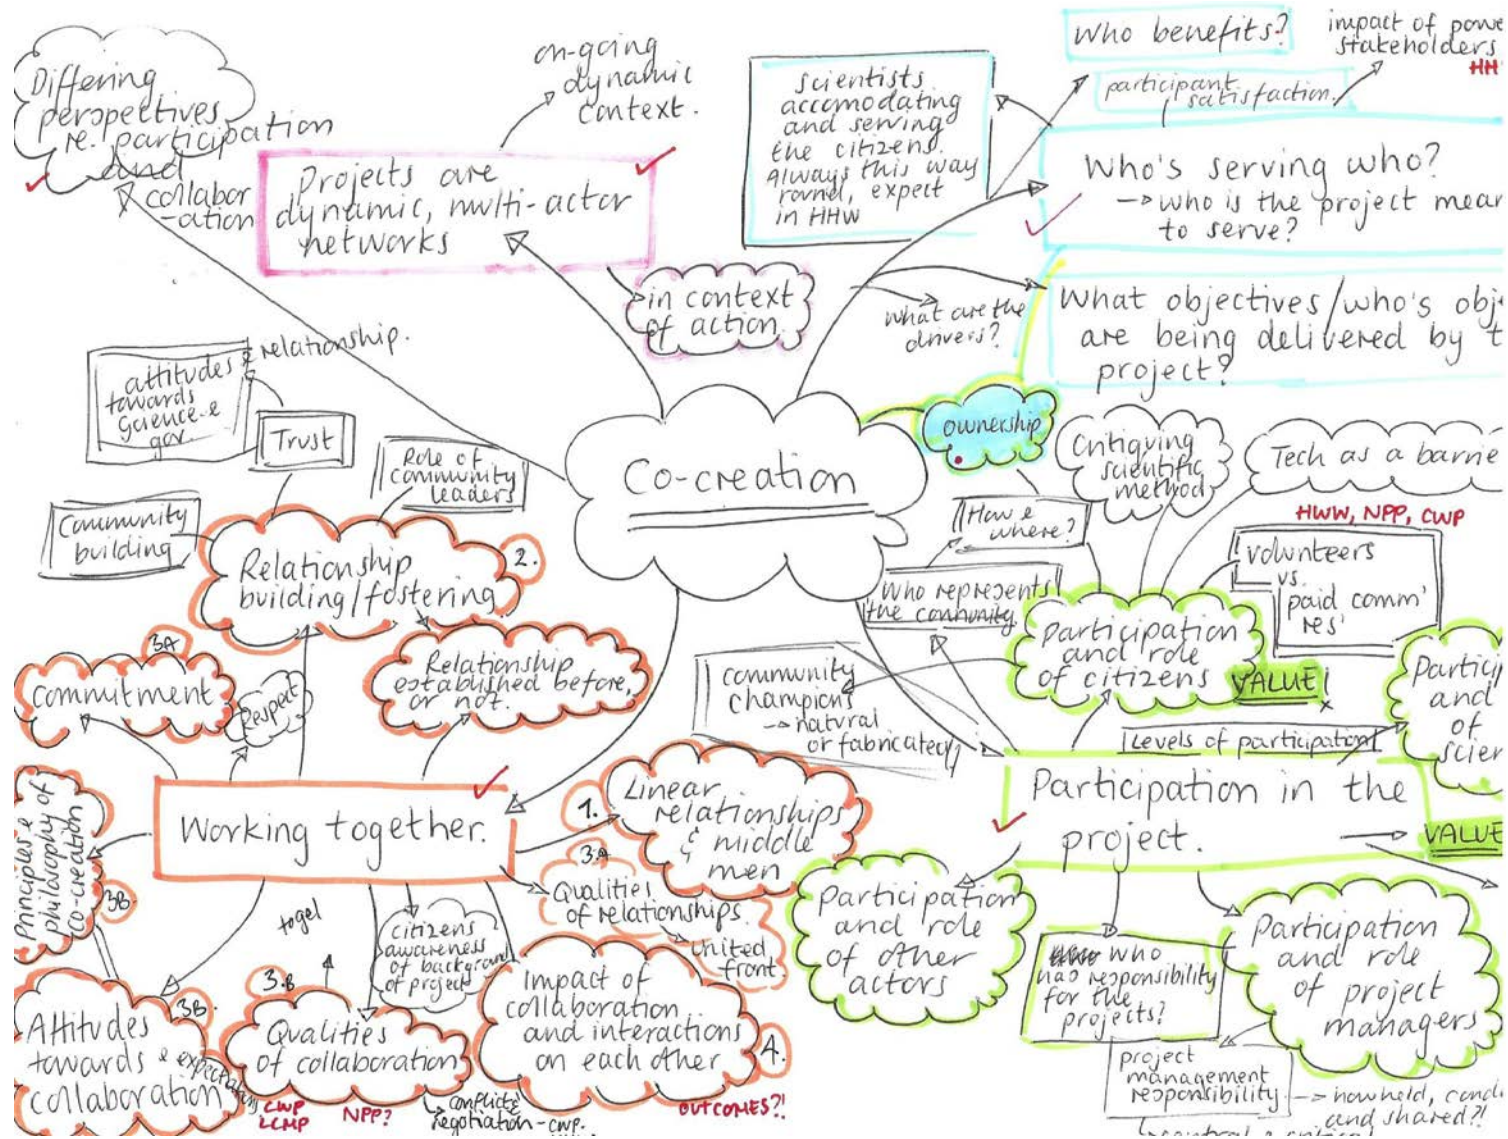 Differing
perspectives
re. participation
and
collabor
-ation
on-going
dynamic
context.
Projects are
dynamic, multi-actor
networks
in context
of action.
scientists
accomodating
and serving
the citizens.
Always this way
round, expect
in HHW
Who benefits?
impact of powe
stakeholders
HH
participant
satisfaction.
Who's serving who?
→ who is the project mean
to serve?
What are the
drivers?
What objectives/who's obj
are being delivered by t
project?
Co-creation
ownership
Critiquing
scientific
method
Tech as a barrie
HWW, NPP, CWP
How &
where?
Who represents
the community
volunteers
vs.
paid comm'
res'
Participation
and role
of citizens
VALUE!
Particip
and
of
scien
Levels of participation
community
champions
→ natural
or fabricated?
Participation in the
project.
VALUE
Participation
and role
of other
actors
who
has responsibility
for the
projects?
Participation
and role
of project
managers
project
management
responsibility
→ how held,
and shared?!
attitudes &
towards
science &
gov.
relationship.
Trust
Role of
community
leaders
Community
building
Relationship
building/fostering
2.
Relationship
established before,
or not.
3A
commitment
Respect
Working together.
1.
Linear
relationships
&
middle
men
3.A
Qualities
of relationships.
united
front
Principles &
philosophy of
co-creation
3B
togel
citizens
awareness
of background
of project
3B.
Attitudes
towards & expectations
collaboration
3.B
Qualities
of collaboration
CWP
LCMP
NPP?
conflict &
negotiation - CWP.
Impact of
collaboration
and interactions
on each other
4.
OUTCOMES?!